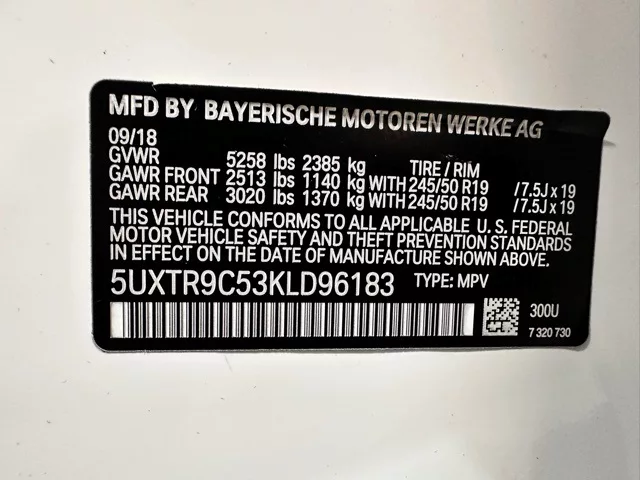 MFD BY BAYERISCHE MOTOREN WERKE AG
09/18
GVWR 5258 lbs 2385 kg TIRE / RIM
GAWR FRONT 2513 lbs 1140 kg WITH 245/50 R19 / 7.5J x 19
GAWR REAR 3020 lbs 1370 kg WITH 245/50 R19 / 7.5J x 19
THIS VEHICLE CONFORMS TO ALL APPLICABLE U. S. FEDERAL
MOTOR VEHICLE SAFETY AND THEFT PREVENTION STANDARDS
IN EFFECT ON THE DATE OF MANUFACTURE SHOWN ABOVE.
5UXTR9C53KLD96183 TYPE: MPV
300U
7 320 730